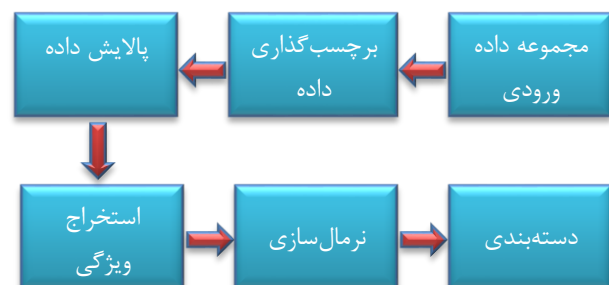 مجموعه داده
ورودی
برچسب‌گذاری
داده
پالایش داده
استخراج
ویژگی
نرمال‌سازی
دسته‌بندی